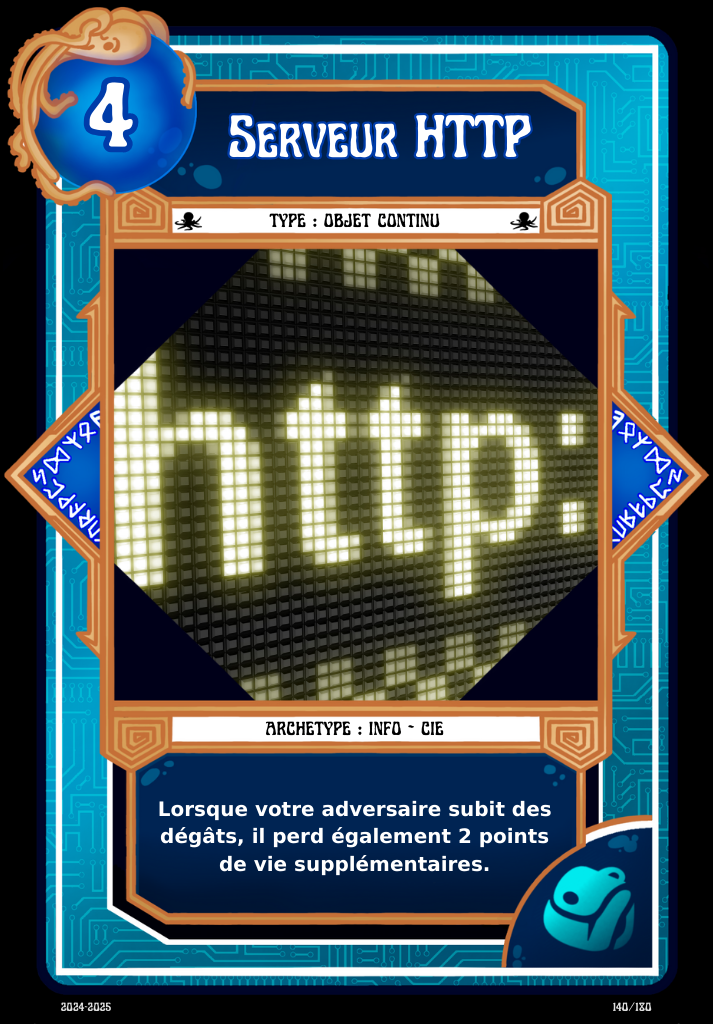 4
SERVEUR HTTP
TYPE : OBJET CONTINU
http:
ARCHETYPE : INFO - CIE
Lorsque votre adversaire subit des
dégâts, il perd également 2 points
de vie supplémentaires.
2024-2025
140/180